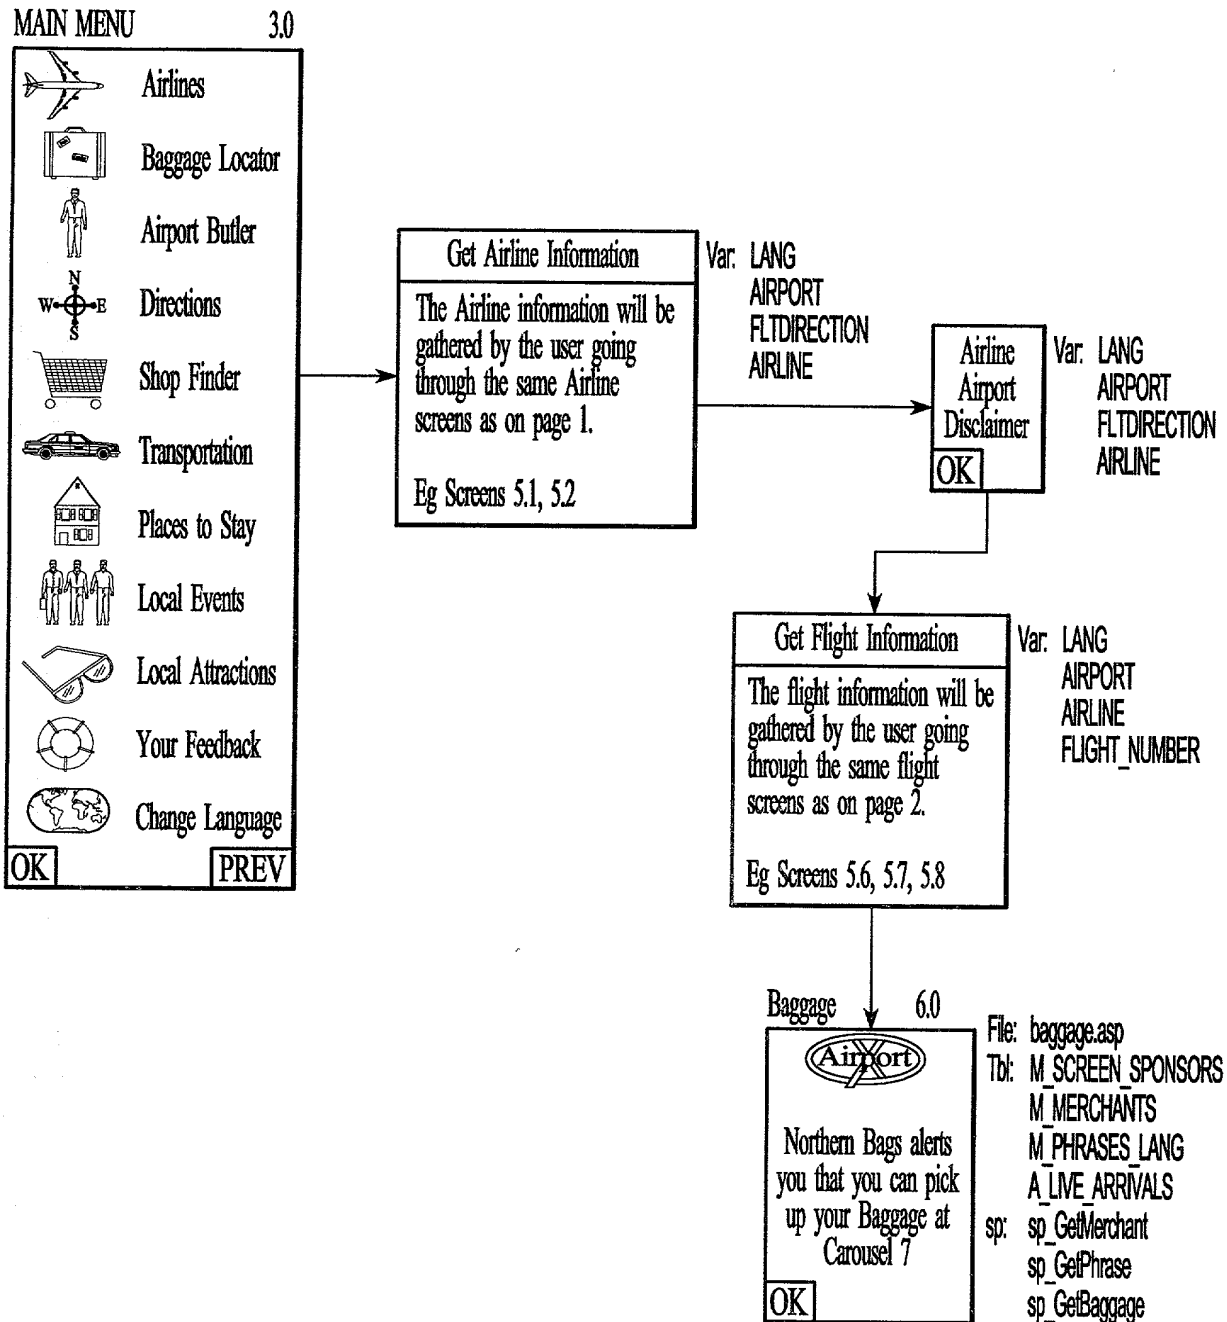 MAIN MENU 3.0
Airlines
Baggage Locator
Airport Butler
N
W E
S
Directions
Shop Finder
Transportation
Places to Stay
Local Events
Local Attractions
Your Feedback
Change Language
OK PREV
Get Airline Information
The Airline information will be
gathered by the user going
through the same Airline
screens as on page 1.
Eg Screens 5.1, 5.2
Var: LANG
AIRPORT
FLTDIRECTION
AIRLINE
Airline
Airport
Disclaimer
OK
Var: LANG
AIRPORT
FLTDIRECTION
AIRLINE
Get Flight Information
The flight information will be
gathered by the user going
through the same flight
screens as on page 2.
Eg Screens 5.6, 5.7, 5.8
Var: LANG
AIRPORT
AIRLINE
FLIGHT_NUMBER
Baggage 6.0
Airport
X
Northern Bags alerts
you that you can pick
up your Baggage at
Carousel 7
OK
File: baggage.asp
Tbl: M_SCREEN_SPONSORS
M_MERCHANTS
M_PHRASES_LANG
A_LIVE_ARRIVALS
sp: sp_GetMerchant
sp_GetPhrase
sp_GetBaggage